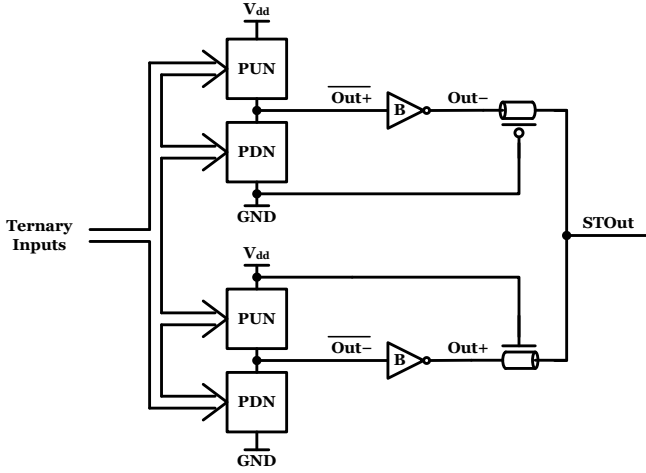 Vdd
PUN
Out+
B
Out−
PDN
GND
Ternary
Inputs
STOut
Vdd
PUN
Out−
B
Out+
PDN
GND